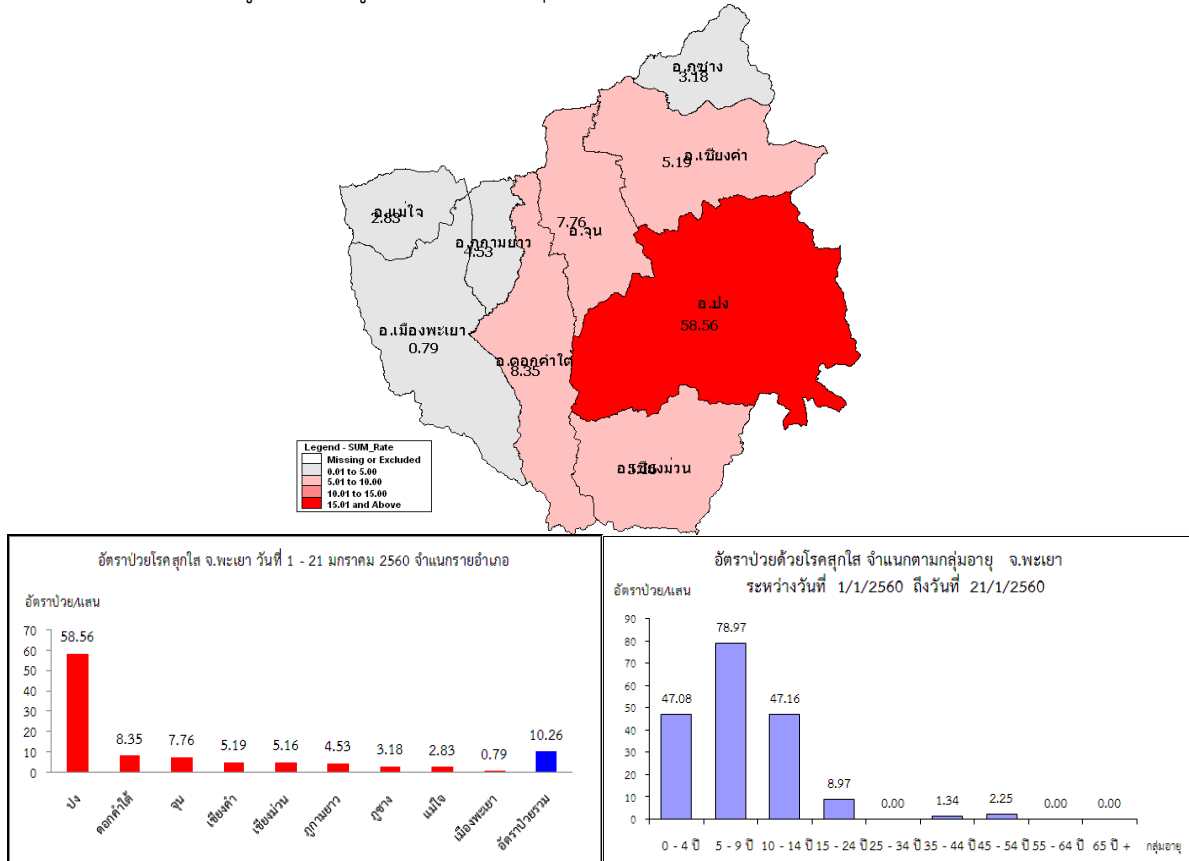 อ.ภูซาง
3.18
อ.เชียงคำ
5.19
อ.แม่ใจ
2.83
อ.ภูกามยาว
4.53
7.76
อ.จุน
อ.ปง
58.56
อ.เมืองพะเยา
0.79
อ.ดอกคำใต้
8.35
อ.เชียงม่วน
Legend - SUM_Rate
Missing or Excluded
0.01 to 5.00
5.01 to 10.00
10.01 to 15.00
15.01 and Above
อัตราป่วยโรคสุกใส จ.พะเยา วันที่ 1 - 21 มกราคม 2560 จำแนกรายอำเภอ
อัตราป่วย/แสน
70
60
50
40
30
20
10
0
58.56
8.35
7.76
5.19
5.16
4.53
3.18
2.83
0.79
10.26
ปง
ดอกคำใต้
จุน
เชียงคำ
เชียงม่วน
ภูกามยาว
ภูซาง
แม่ใจ
เมืองพะเยา
อัตราป่วยรวม
อัตราป่วยด้วยโรคสุกใส จำแนกตามกลุ่มอายุ จ.พะเยา
ระหว่างวันที่ 1/1/2560 ถึงวันที่ 21/1/2560
อัตราป่วย/แสน
90
80
70
60
50
40
30
20
10
0
47.08
78.97
47.16
8.97
0.00
1.34
2.25
0.00
0.00
0 - 4 ปี 5 - 9 ปี 10 - 14 ปี 15 - 24 ปี 25 - 34 ปี 35 - 44 ปี 45 - 54 ปี 55 - 64 ปี 65 ปี + กลุ่มอายุ